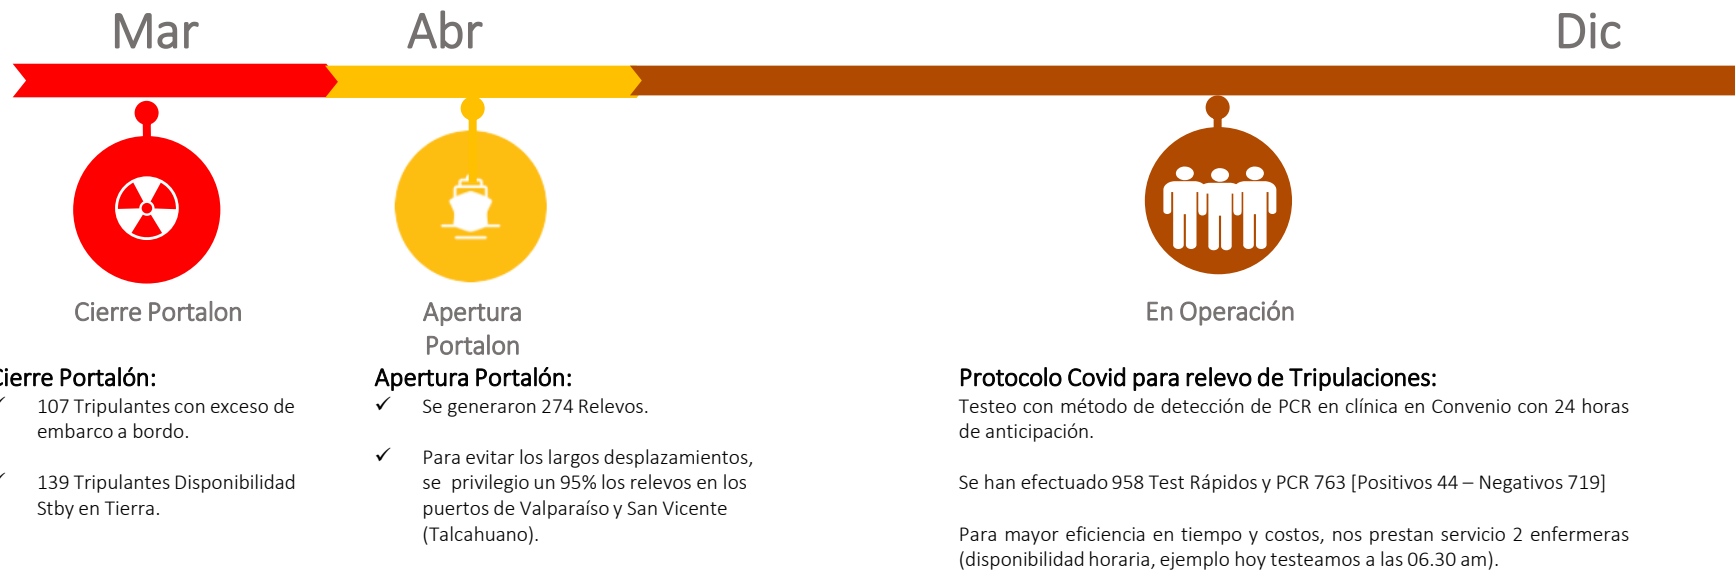 Mar
Abr
Dic
Cierre Portalon
Apertura
Portalon
En Operación
Cierre Portalón:
✓ 107 Tripulantes con exceso de
embarco a bordo.
✓ 139 Tripulantes Disponibilidad
Stby en Tierra.
Apertura Portalón:
✓ Se generaron 274 Relevos.
✓ Para evitar los largos desplazamientos,
se privilegio un 95% los relevos en los
puertos de Valparaíso y San Vicente
(Talcahuano).
Protocolo Covid para relevo de Tripulaciones:
Testeo con método de detección de PCR en clínica en Convenio con 24 horas
de anticipación.
Se han efectuado 958 Test Rápidos y PCR 763 [Positivos 44 – Negativos 719]
Para mayor eficiencia en tiempo y costos, nos prestan servicio 2 enfermeras
(disponibilidad horaria, ejemplo hoy testeamos a las 06.30 am).